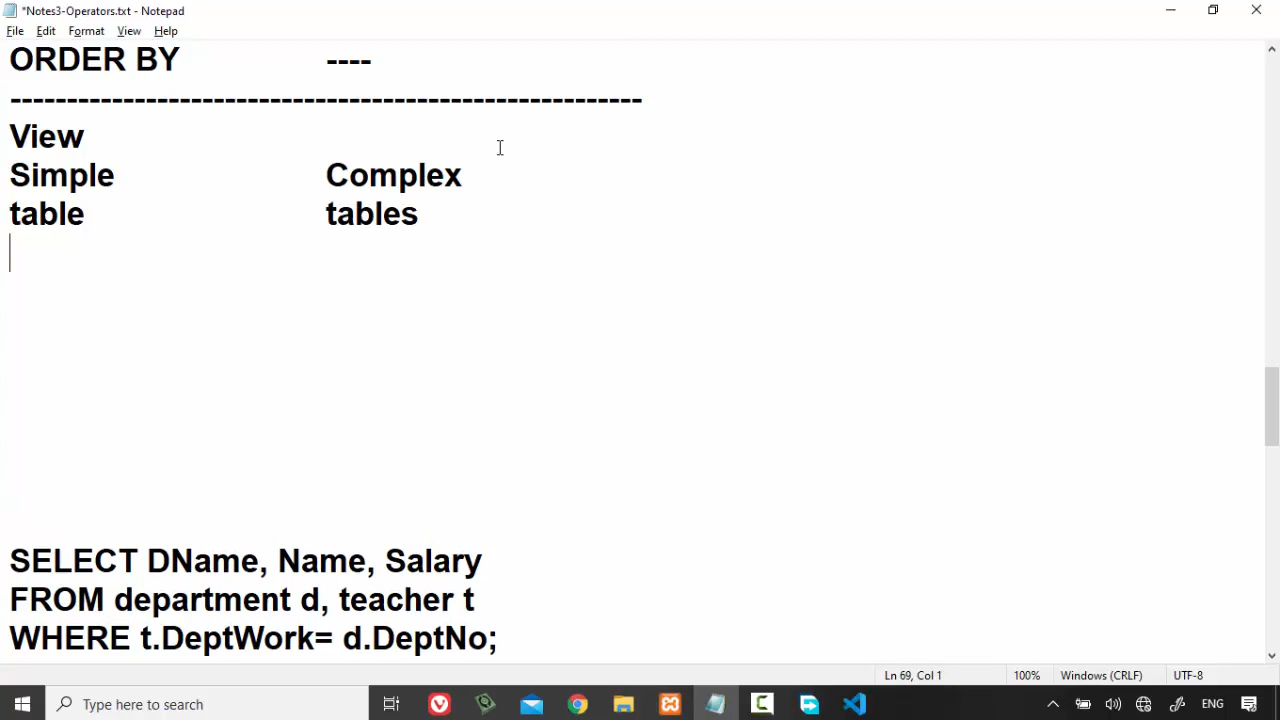 *Notes3-Operators.txt - Notepad
File Edit Format View Help
ORDER BY ----
--------------------------------------------------------
View
Simple Complex
table tables
SELECT DName, Name, Salary
FROM department d, teacher t
WHERE t.DeptWork= d.DeptNo;
Ln 69, Col 1 100% Windows (CRLF) UTF-8
Type here to search ENG